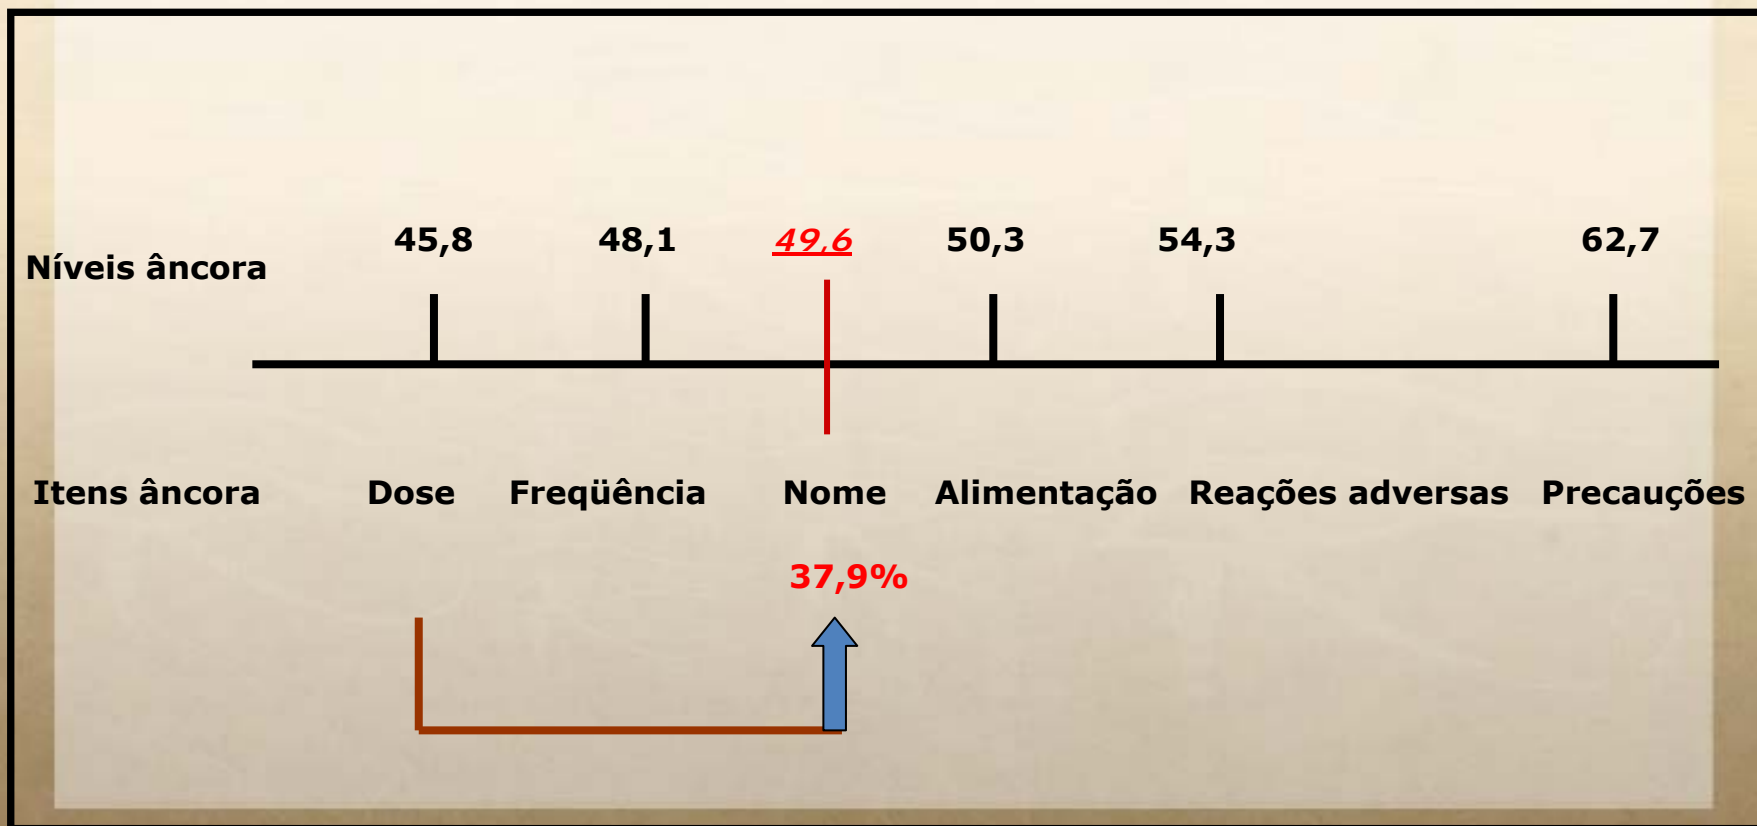 45,8 48,1 49,6 50,3 54,3 62,7
Níveis âncora
Itens âncora Dose Freqüência Nome Alimentação Reações adversas Precauções
37,9%